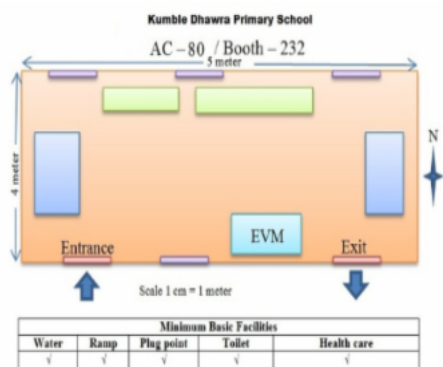 Kumble Dhawra Primary School
AC – 80 / Booth – 232
5 meter
4 meter
N
EVM
Entrance
Exit
Scale 1 cm = 1 meter
Minimum Basic Facilities
Water Ramp Plug point Toilet Health care
√ √ √ √ √